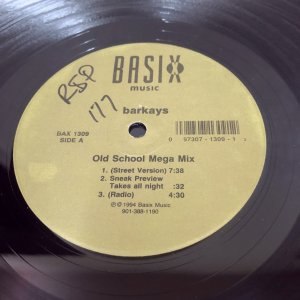 BASIX
MUSIC
RSP
177
barkays
BAX 1309
SIDE A
0 97307-1309-1
Old School Mega Mix
1. (Street Version) 7:38
2. Sneak Preview
Takes all night :32
3. (Radio) 4:30
℗©1994 Basix Music
901-388-1190